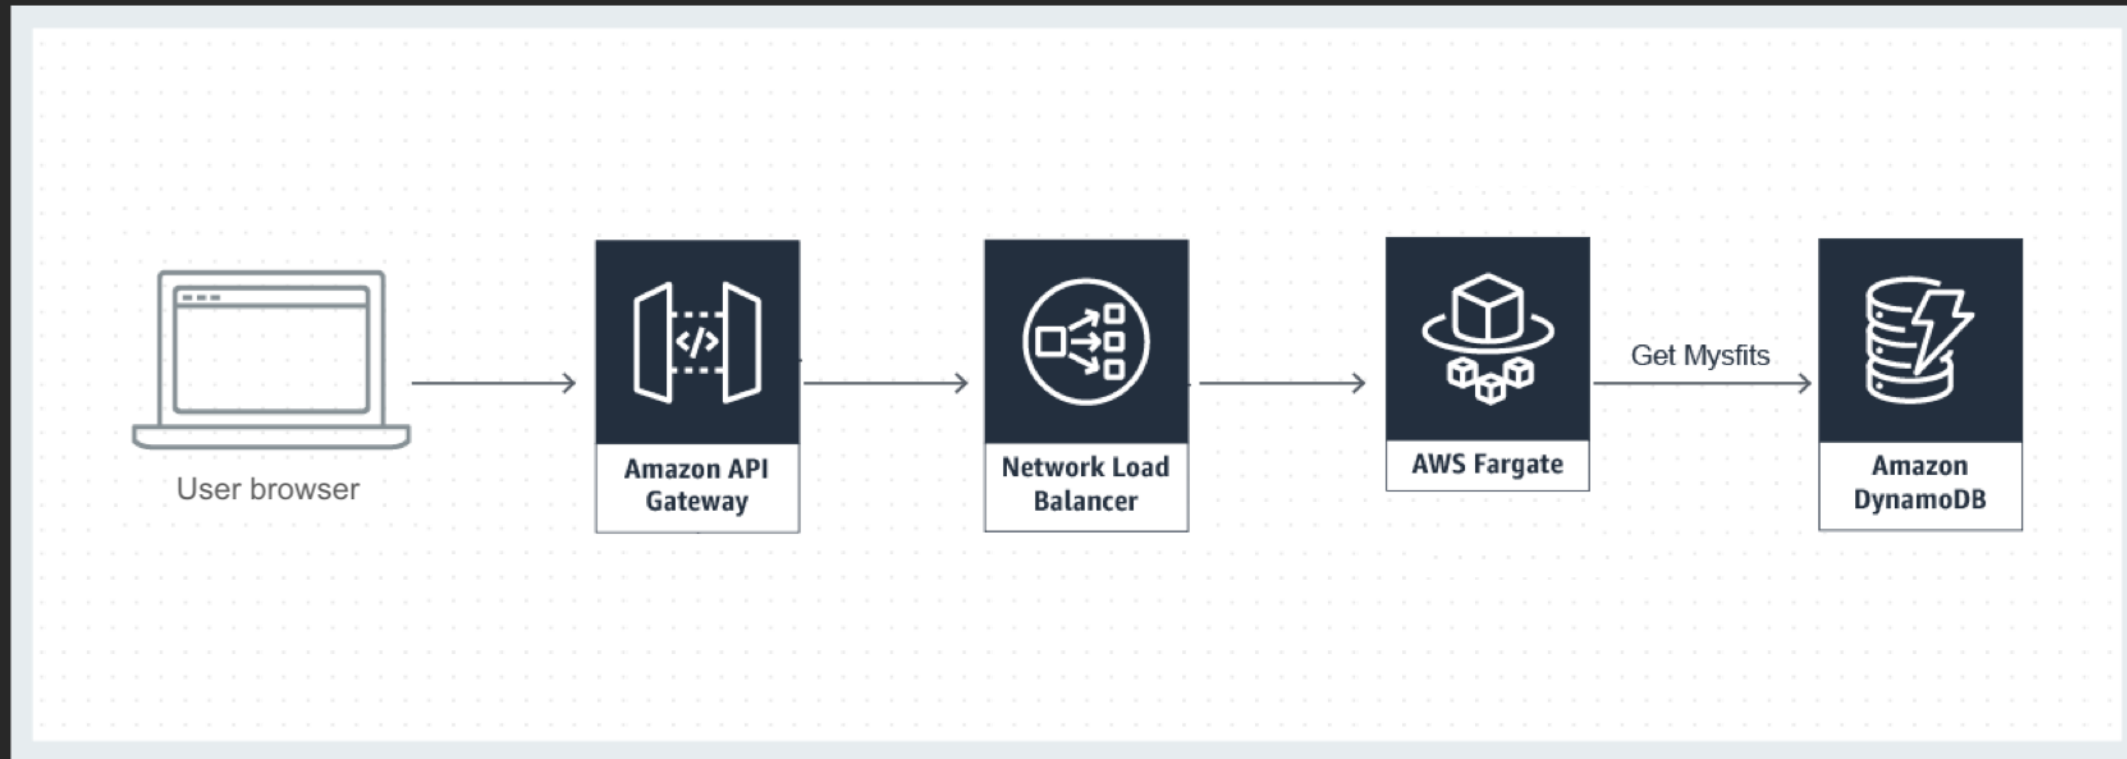 User browser
Amazon API
Gateway
Network Load
Balancer
AWS Fargate
Get Mysfits
Amazon
DynamoDB